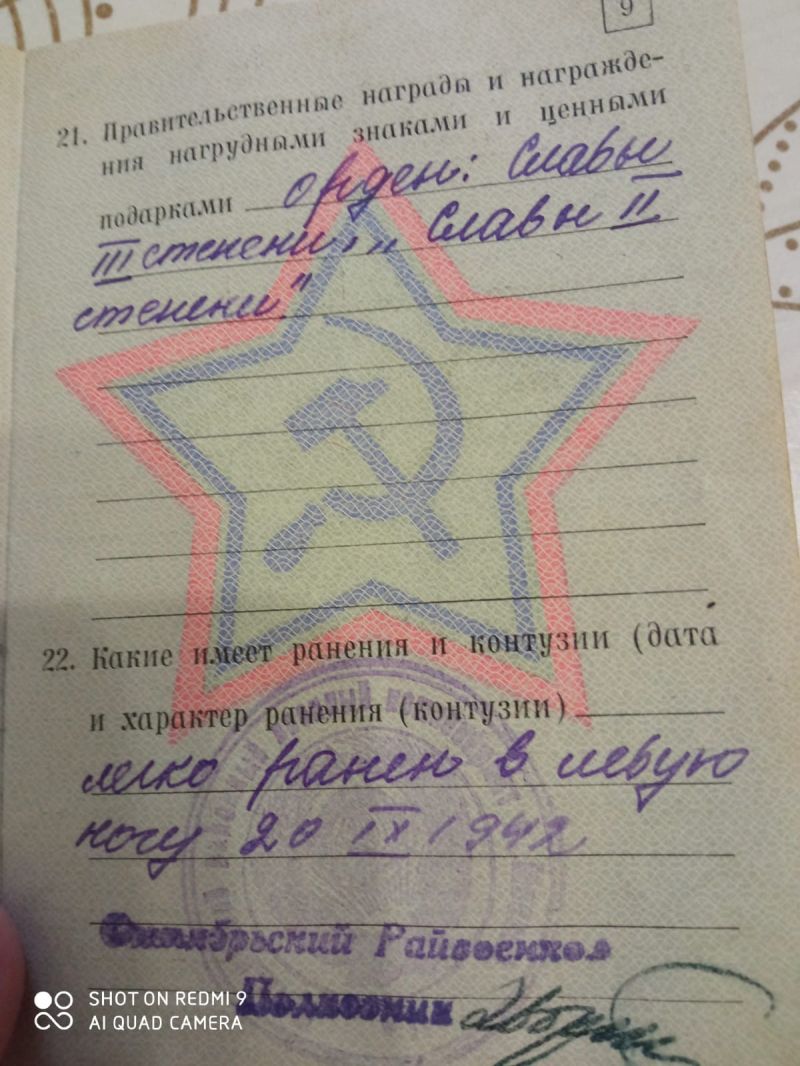 9
21. Правительственные награды и награжде-
ния нагрудными знаками и ценными
подарками орден: Славы
III степени", „ Славы II
степени"
22. Какие имеет ранения и контузии (дата
и характер ранения (контузии)
легко ранен в левую
ногу 20 IX 1942
Октябрьский Райвоенком
Полковник
SHOT ON REDMI 9
AI QUAD CAMERA